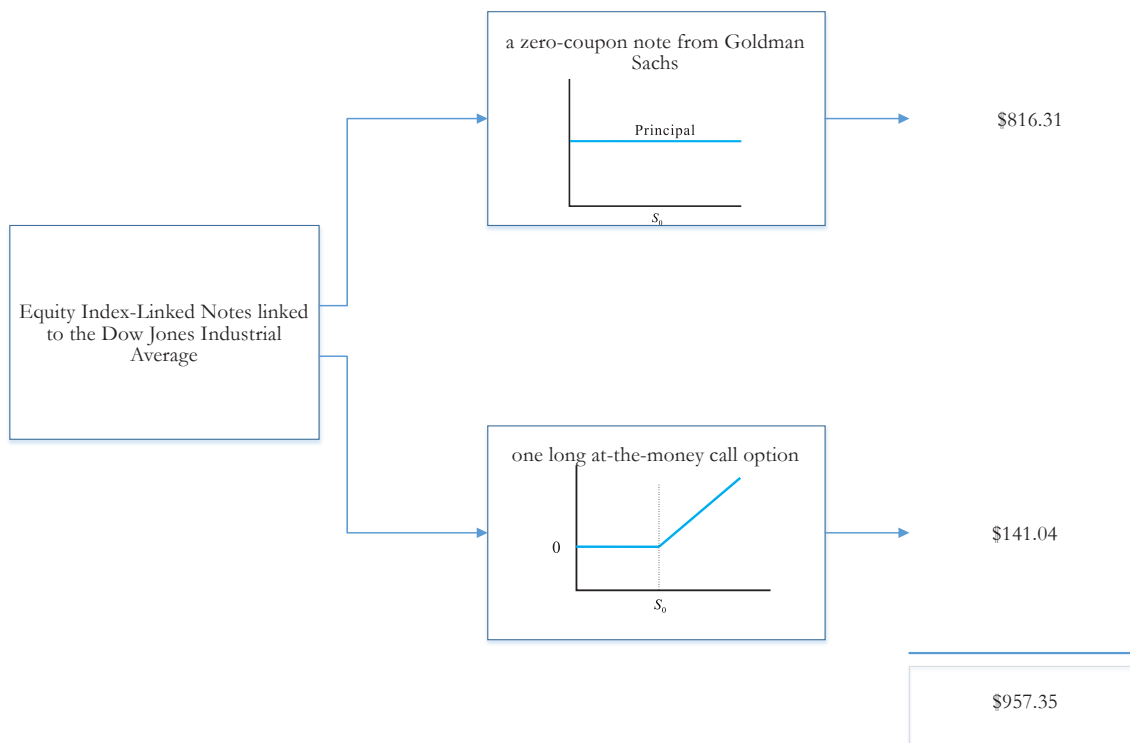 a zero-coupon note from Goldman
Sachs
Principal
S₀
$816.31
Equity Index-Linked Notes linked
to the Dow Jones Industrial
Average
one long at-the-money call option
0
S₀
$141.04
$957.35